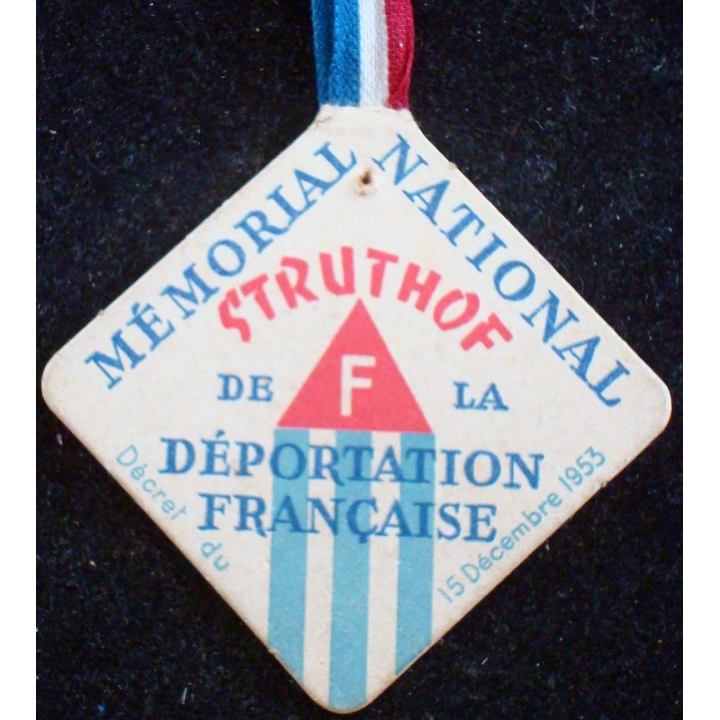 MÉMORIAL NATIONAL
STRUTHOF
F
DE LA
DÉPORTATION
FRANÇAISE
Décret du
15 Décembre 1953